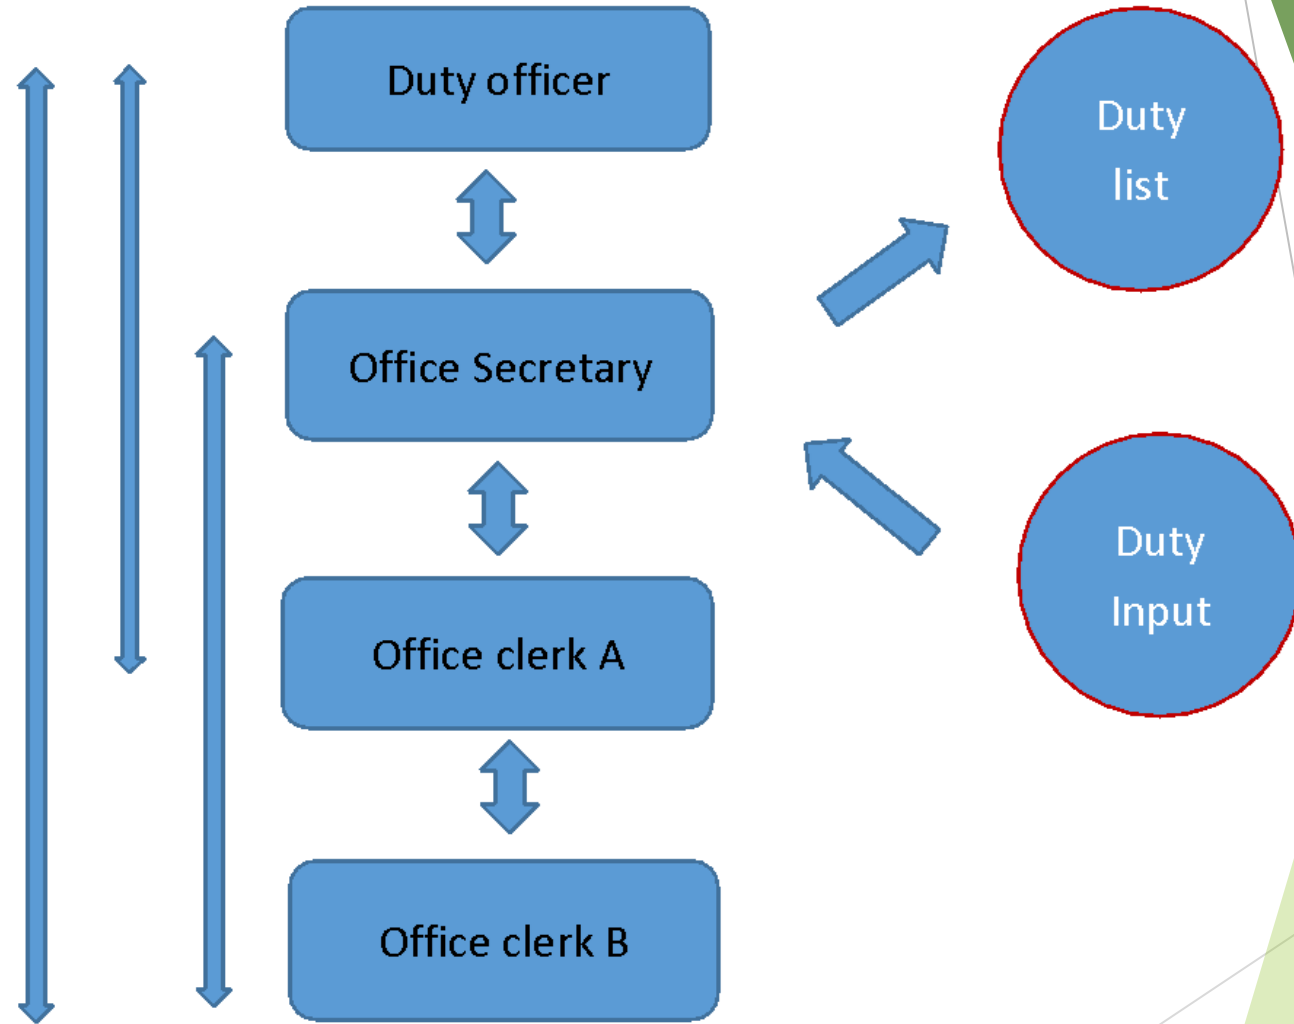 Duty officer
Office Secretary
Office clerk A
Office clerk B
Duty
list
Duty
Input